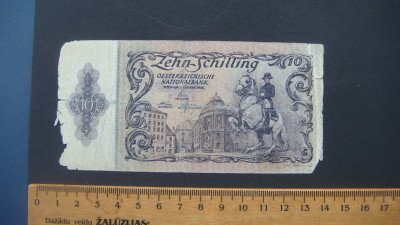 Zehn Schilling
10
OESTERREICHISCHE
NATIONALBANK
10
0 1 2 3 4 5 6 7 8 9 10 11 12 13 14 15 16 17
Dažādu veidu
ŽALŪZIJAS: